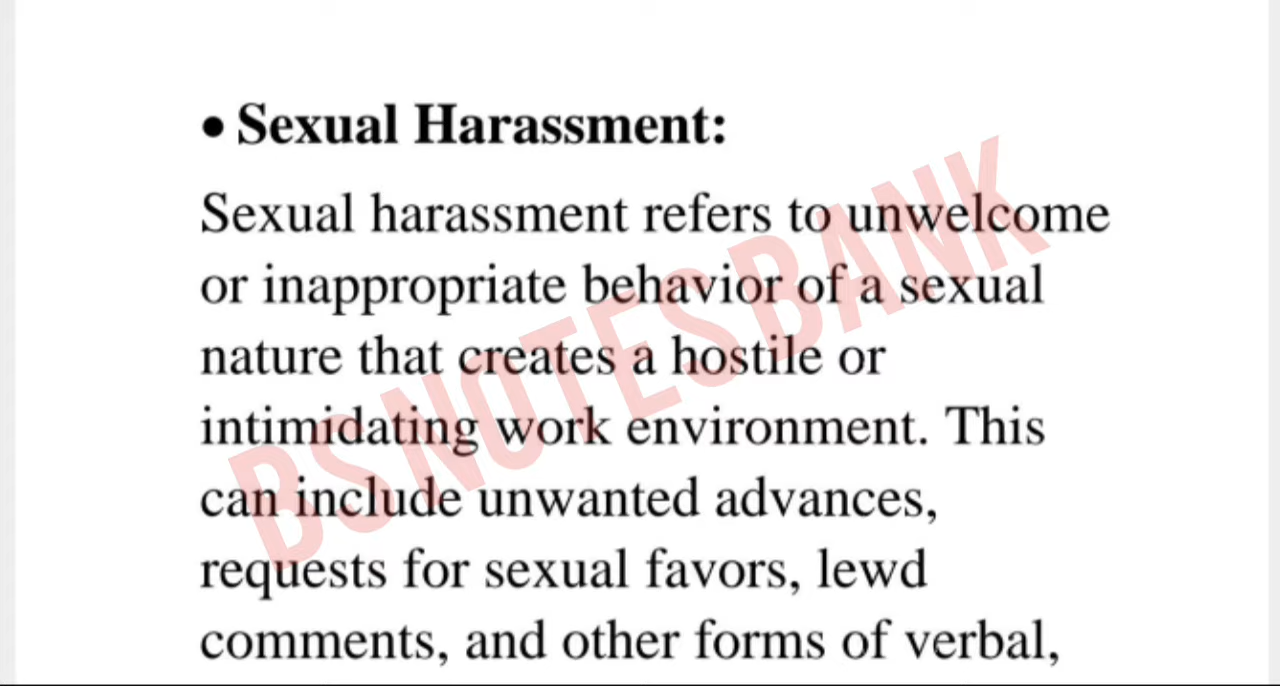 • Sexual Harassment:
Sexual harassment refers to unwelcome
or inappropriate behavior of a sexual
nature that creates a hostile or
intimidating work environment. This
can include unwanted advances,
requests for sexual favors, lewd
comments, and other forms of verbal,
BSNOTESBANK